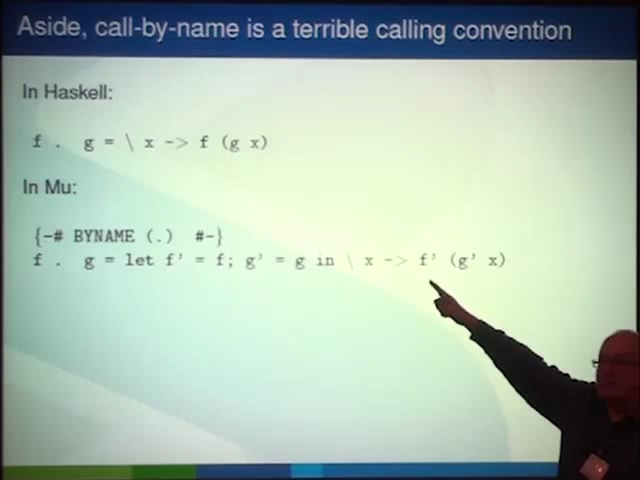 Aside, call-by-name is a terrible calling convention
In Haskell:
f . g = \ x -> f (g x)
In Mu:
{-# BYNAME (.) #-}
f . g = let f' = f; g' = g in \ x -> f' (g' x)